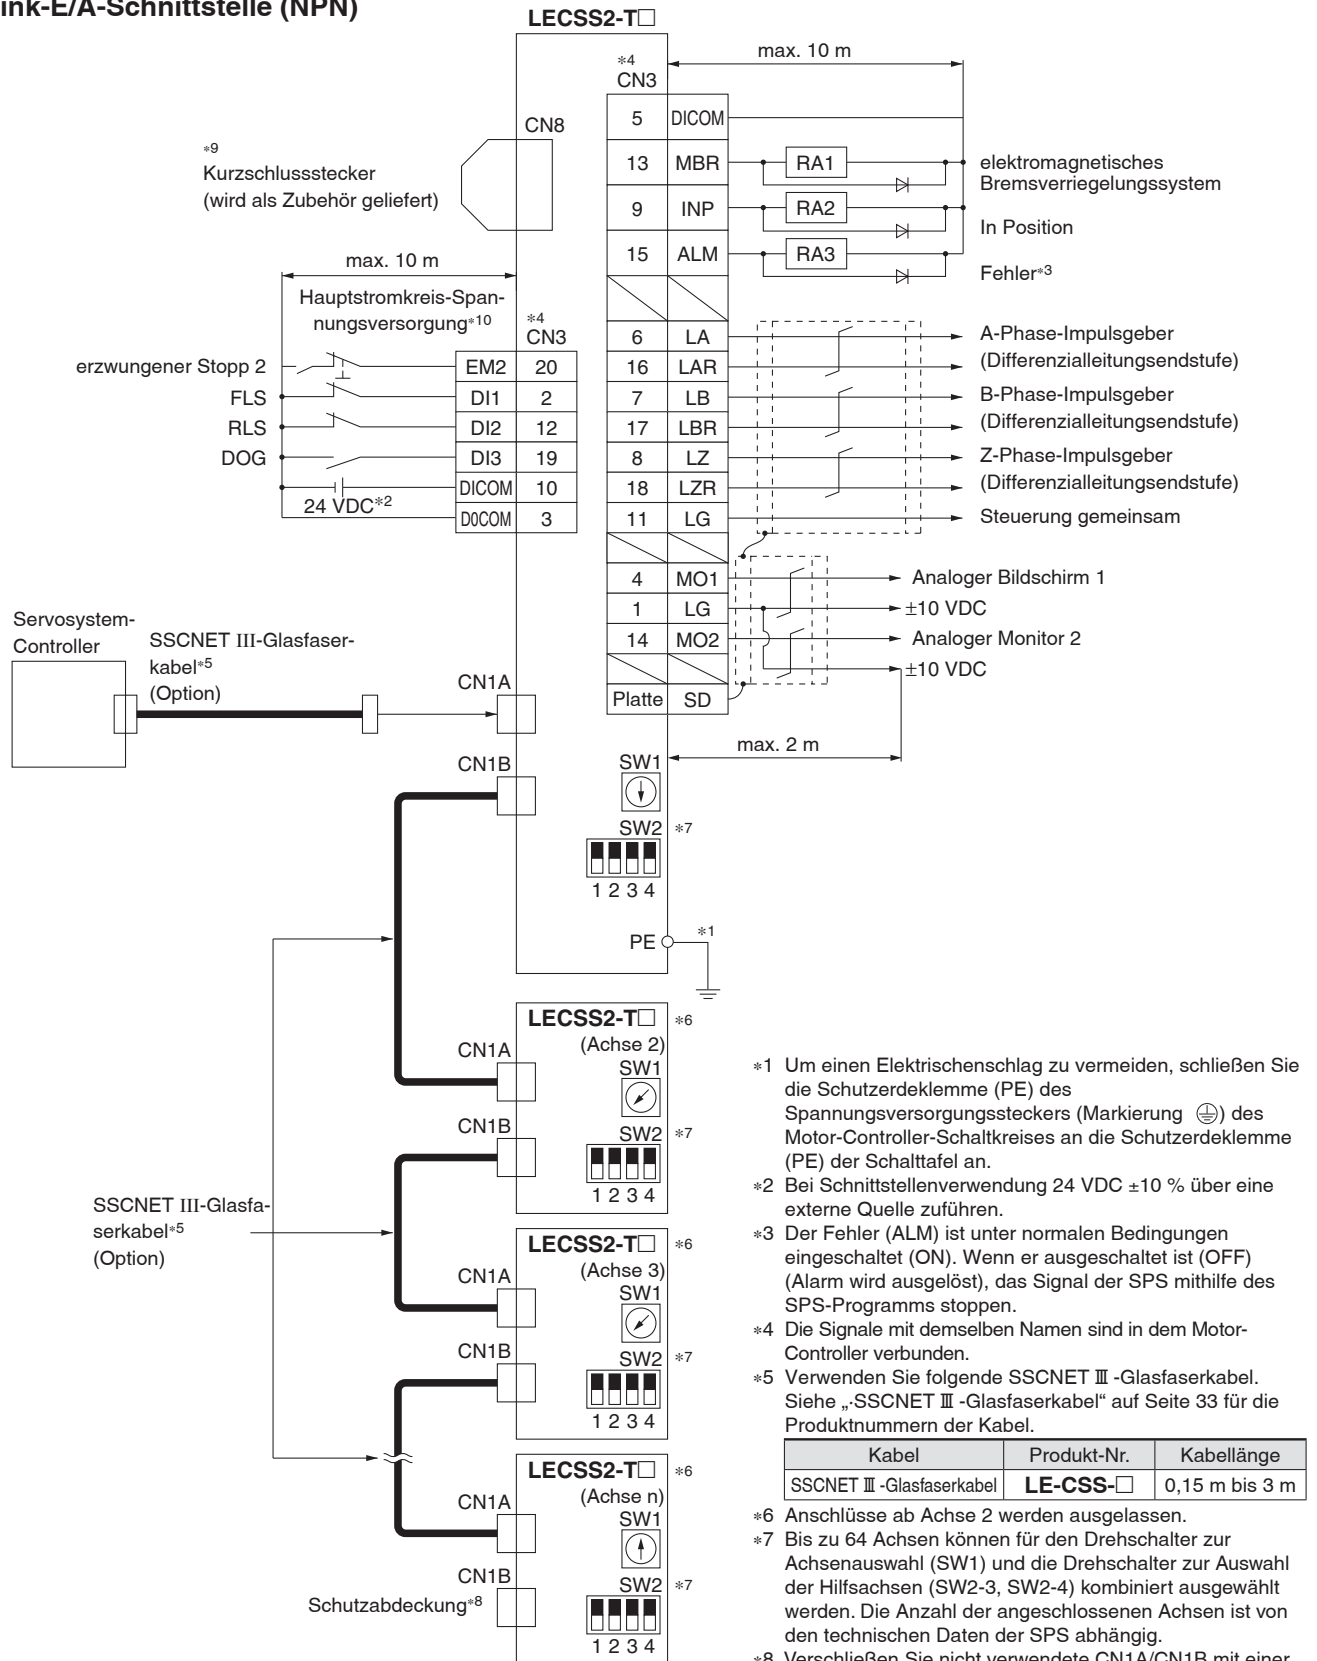 ink-E/A-Schnittstelle (NPN)
LECSS2-T□
*4
CN3
max. 10 m
CN8
*9
Kurzschlussstecker
(wird als Zubehör geliefert)
5 DICOM
13 MBR RA1 elektromagnetisches
Bremsverriegelungssystem
9 INP RA2
In Position
15 ALM RA3
Fehler*3
max. 10 m
Hauptstromkreis-Span-
nungsversorgung*10
*4
CN3
erzwungener Stopp 2 EM2 20
FLS DI1 2
RLS DI2 12
DOG DI3 19
DICOM 10
24 VDC*2
D0COM 3
6 LA A-Phase-Impulsgeber
16 LAR (Differenzialleitungsendstufe)
7 LB B-Phase-Impulsgeber
17 LBR (Differenzialleitungsendstufe)
8 LZ Z-Phase-Impulsgeber
18 LZR (Differenzialleitungsendstufe)
11 LG Steuerung gemeinsam
4 MO1 Analoger Bildschirm 1
1 LG ±10 VDC
14 MO2 Analoger Monitor 2
±10 VDC
Platte SD
max. 2 m
Servosystem-
Controller
SSCNET III-Glasfaser-
kabel*5
(Option)
CN1A
CN1B
SW1
SW2 *7
1 2 3 4
PE *1
LECSS2-T□ *6
(Achse 2)
CN1A
SW1
CN1B
SW2 *7
1 2 3 4
SSCNET III-Glasfa-
serkabel*5
(Option)
LECSS2-T□ *6
(Achse 3)
CN1A
SW1
CN1B
SW2 *7
1 2 3 4
LECSS2-T□ *6
(Achse n)
CN1A
SW1
CN1B
SW2 *7
Schutzabdeckung*8
1 2 3 4
*1 Um einen Elektrischenschlag zu vermeiden, schließen Sie
die Schutzerdeklemme (PE) des
Spannungsversorgungssteckers (Markierung ⏚) des
Motor-Controller-Schaltkreises an die Schutzerdeklemme
(PE) der Schalttafel an.
*2 Bei Schnittstellenverwendung 24 VDC ±10 % über eine
externe Quelle zuführen.
*3 Der Fehler (ALM) ist unter normalen Bedingungen
eingeschaltet (ON). Wenn er ausgeschaltet ist (OFF)
(Alarm wird ausgelöst), das Signal der SPS mithilfe des
SPS-Programms stoppen.
*4 Die Signale mit demselben Namen sind in dem Motor-
Controller verbunden.
*5 Verwenden Sie folgende SSCNET Ⅲ -Glasfaserkabel.
Siehe „·SSCNET Ⅲ -Glasfaserkabel“ auf Seite 33 für die
Produktnummern der Kabel.
Kabel Produkt-Nr. Kabellänge
SSCNET Ⅲ -Glasfaserkabel LE-CSS-□ 0,15 m bis 3 m
*6 Anschlüsse ab Achse 2 werden ausgelassen.
*7 Bis zu 64 Achsen können für den Drehschalter zur
Achsenauswahl (SW1) und die Drehschalter zur Auswahl
der Hilfsachsen (SW2-3, SW2-4) kombiniert ausgewählt
werden. Die Anzahl der angeschlossenen Achsen ist von
den technischen Daten der SPS abhängig.
*8 Verschließen Sie nicht verwendete CN1A/CN1B mit einer